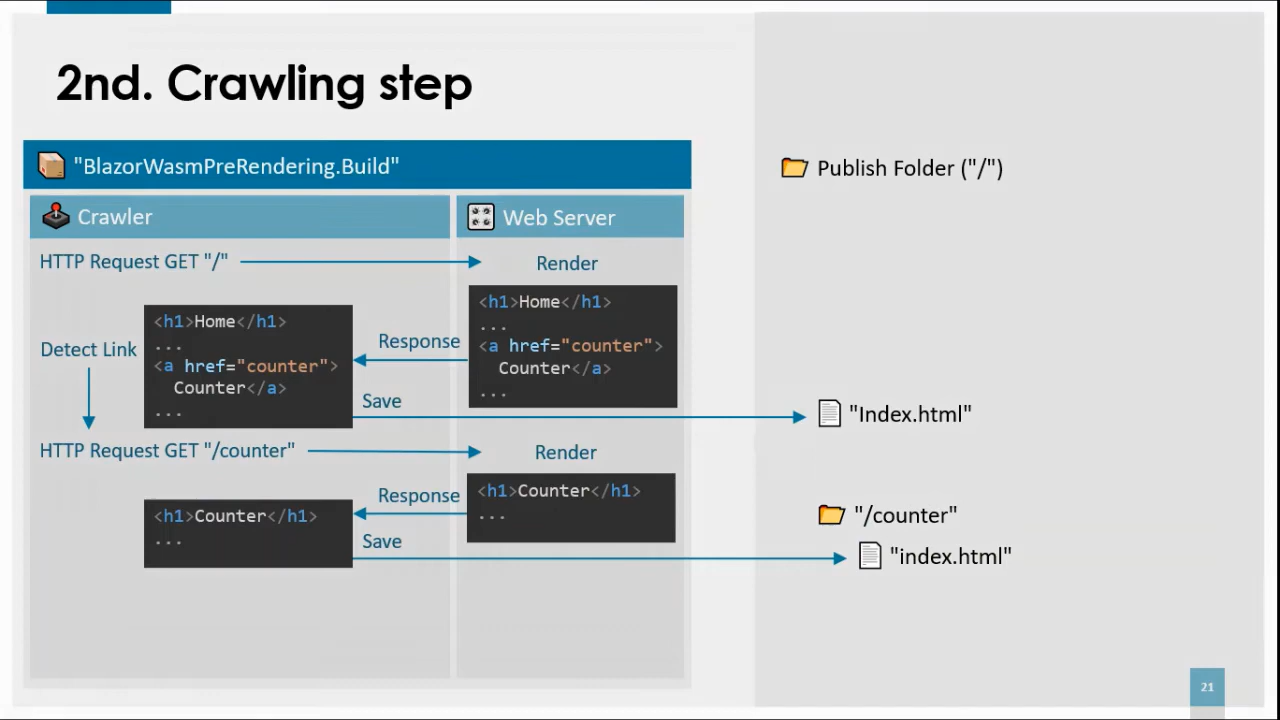 2nd. Crawling step
"BlazorWasmPreRendering.Build"
Publish Folder ("/")
Crawler
Web Server
HTTP Request GET "/"
Render
<h1>Home</h1>
...
<a href="counter">
Counter</a>
...
Response
Detect Link
<h1>Home</h1>
...
<a href="counter">
Counter</a>
...
Save
"Index.html"
HTTP Request GET "/counter"
Render
<h1>Counter</h1>
...
Response
<h1>Counter</h1>
...
Save
"/counter"
"index.html"
21